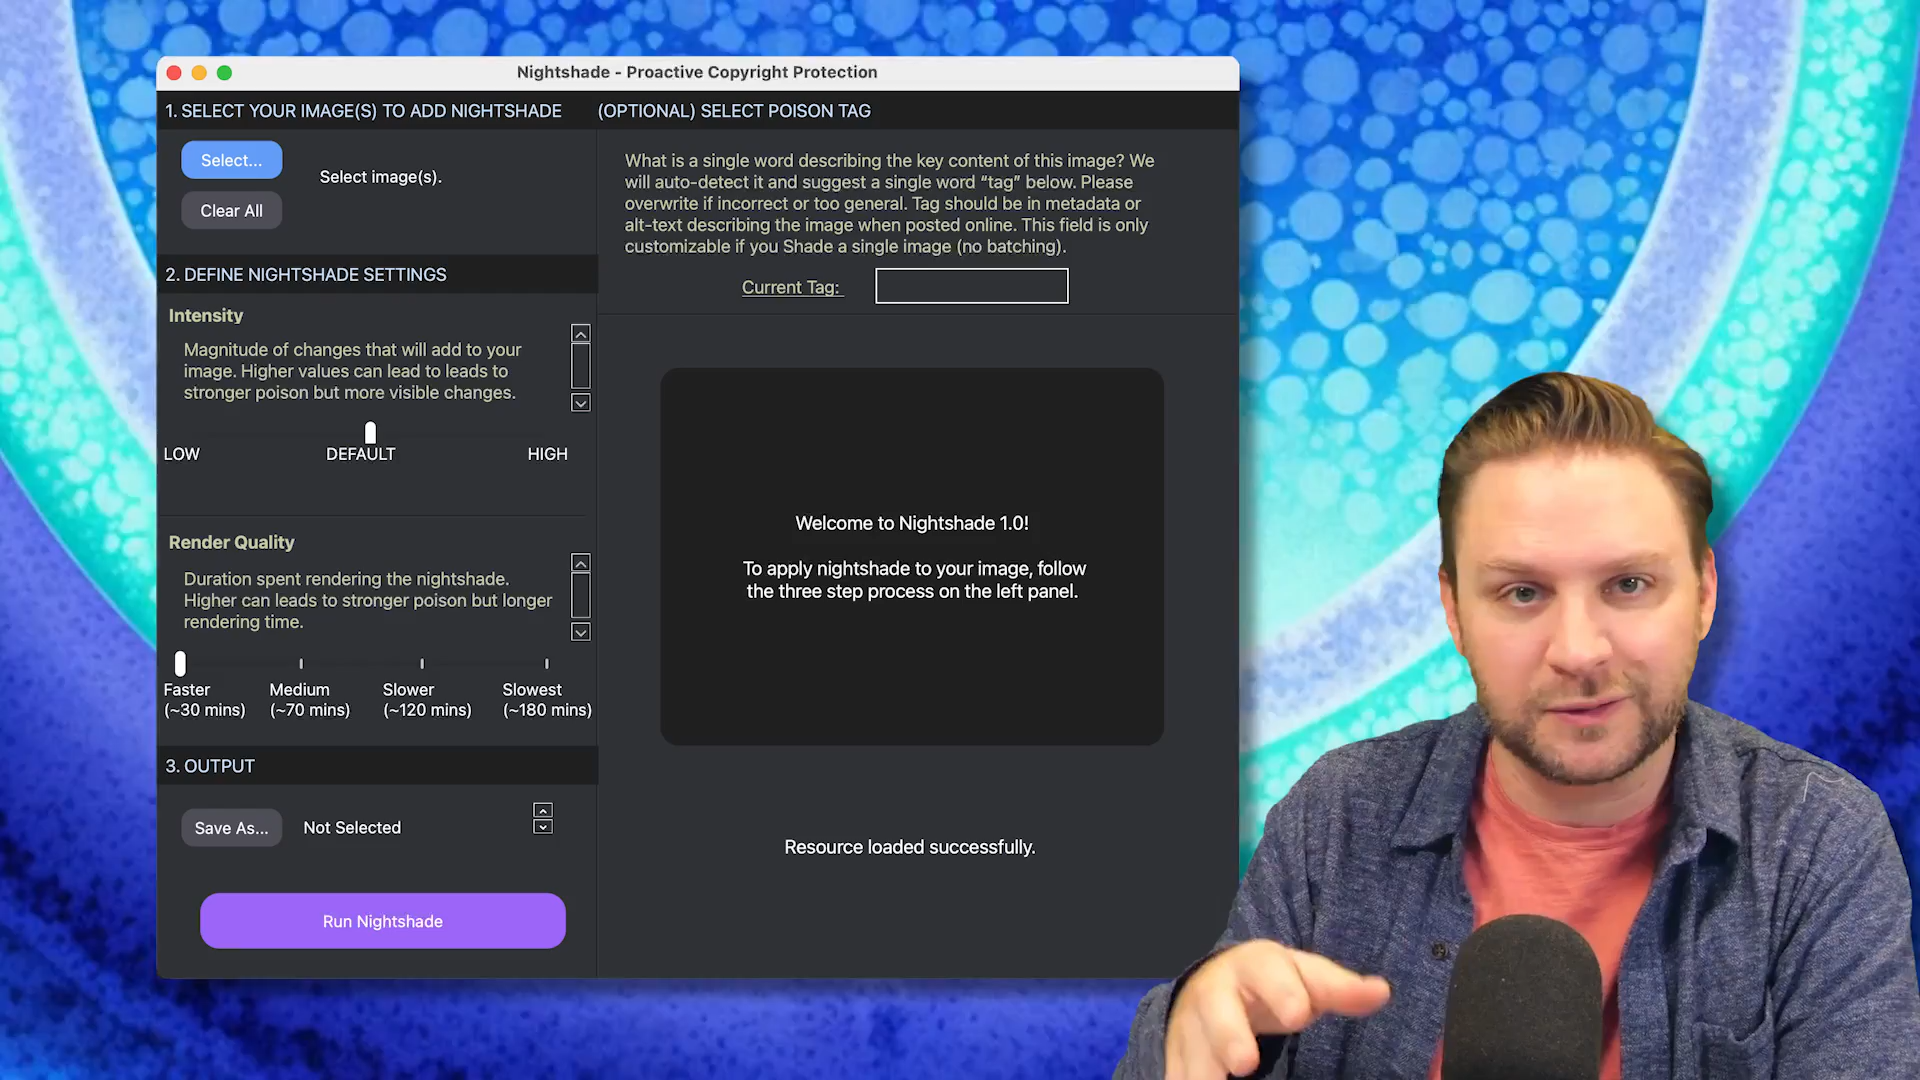 Nightshade - Proactive Copyright Protection
1. SELECT YOUR IMAGE(S) TO ADD NIGHTSHADE
Select...
Select image(s).
Clear All
2. DEFINE NIGHTSHADE SETTINGS
Intensity
Magnitude of changes that will add to your
image. Higher values can lead to leads to
stronger poison but more visible changes.
LOW DEFAULT HIGH
Render Quality
Duration spent rendering the nightshade.
Higher can leads to stronger poison but longer
rendering time.
Faster Medium Slower Slowest
(~30 mins) (~70 mins) (~120 mins) (~180 mins)
3. OUTPUT
Save As... Not Selected
Run Nightshade
(OPTIONAL) SELECT POISON TAG
What is a single word describing the key content of this image? We
will auto-detect it and suggest a single word “tag” below. Please
overwrite if incorrect or too general. Tag should be in metadata or
alt-text describing the image when posted online. This field is only
customizable if you Shade a single image (no batching).
Current Tag:
Welcome to Nightshade 1.0!
To apply nightshade to your image, follow
the three step process on the left panel.
Resource loaded successfully.